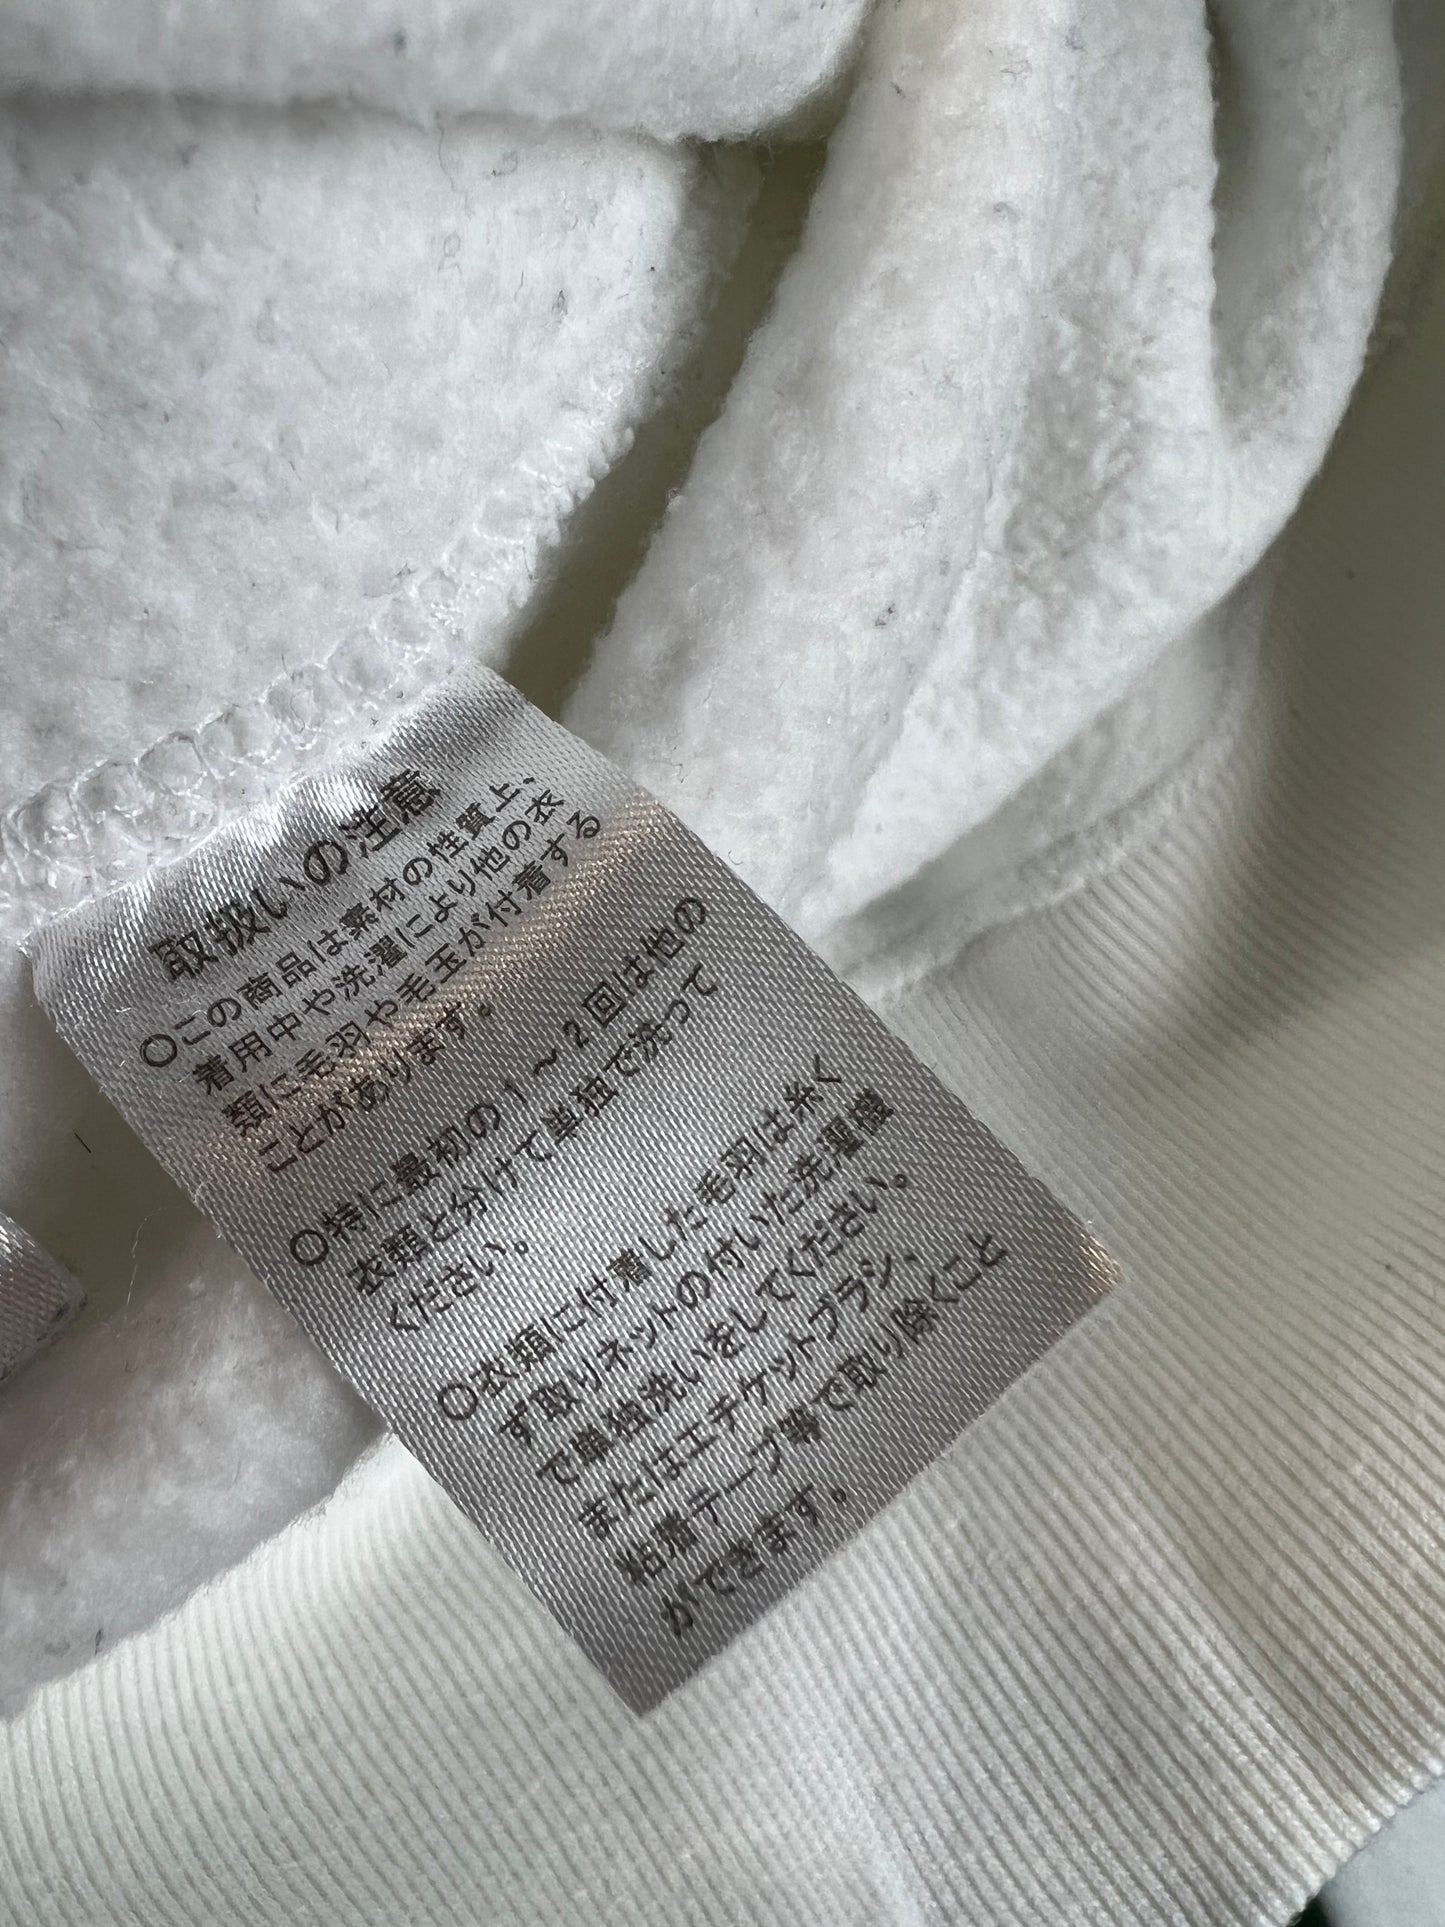 取扱いの注意
○この商品は素材の性質上、
着用中や洗濯により他の衣
類に毛羽や毛玉が付着する
ことがあります。
○特に最初の1～2回は他の
衣類と分けて単独で洗って
ください。
○衣類に付着した毛羽は糸く
ず取りネットの付いた洗濯機
で単独洗いをしてください。
またはエチケットブラシ、
粘着テープ等で取り除くこと
ができます。